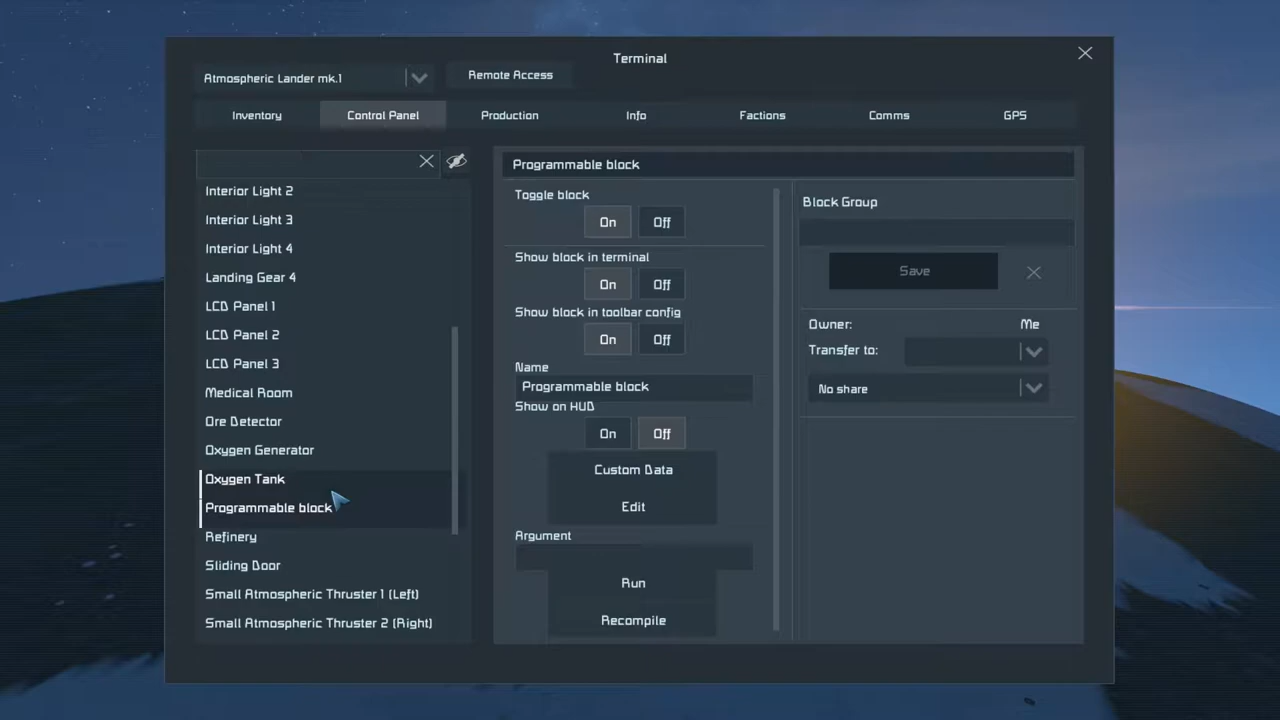 Terminal
Atmospheric Lander mk.1
Remote Access
Inventory
Control Panel
Production
Info
Factions
Comms
GPS
Interior Light 2
Interior Light 3
Interior Light 4
Landing Gear 4
LCD Panel 1
LCD Panel 2
LCD Panel 3
Medical Room
Ore Detector
Oxygen Generator
Oxygen Tank
Programmable block
Refinery
Sliding Door
Small Atmospheric Thruster 1 (Left)
Small Atmospheric Thruster 2 (Right)
Programmable block
Toggle block
On Off
Show block in terminal
On Off
Show block in toolbar config
On Off
Name
Programmable block
Show on HUD
On Off
Custom Data
Edit
Argument
Run
Recompile
Block Group
Save
Owner: Me
Transfer to:
No share